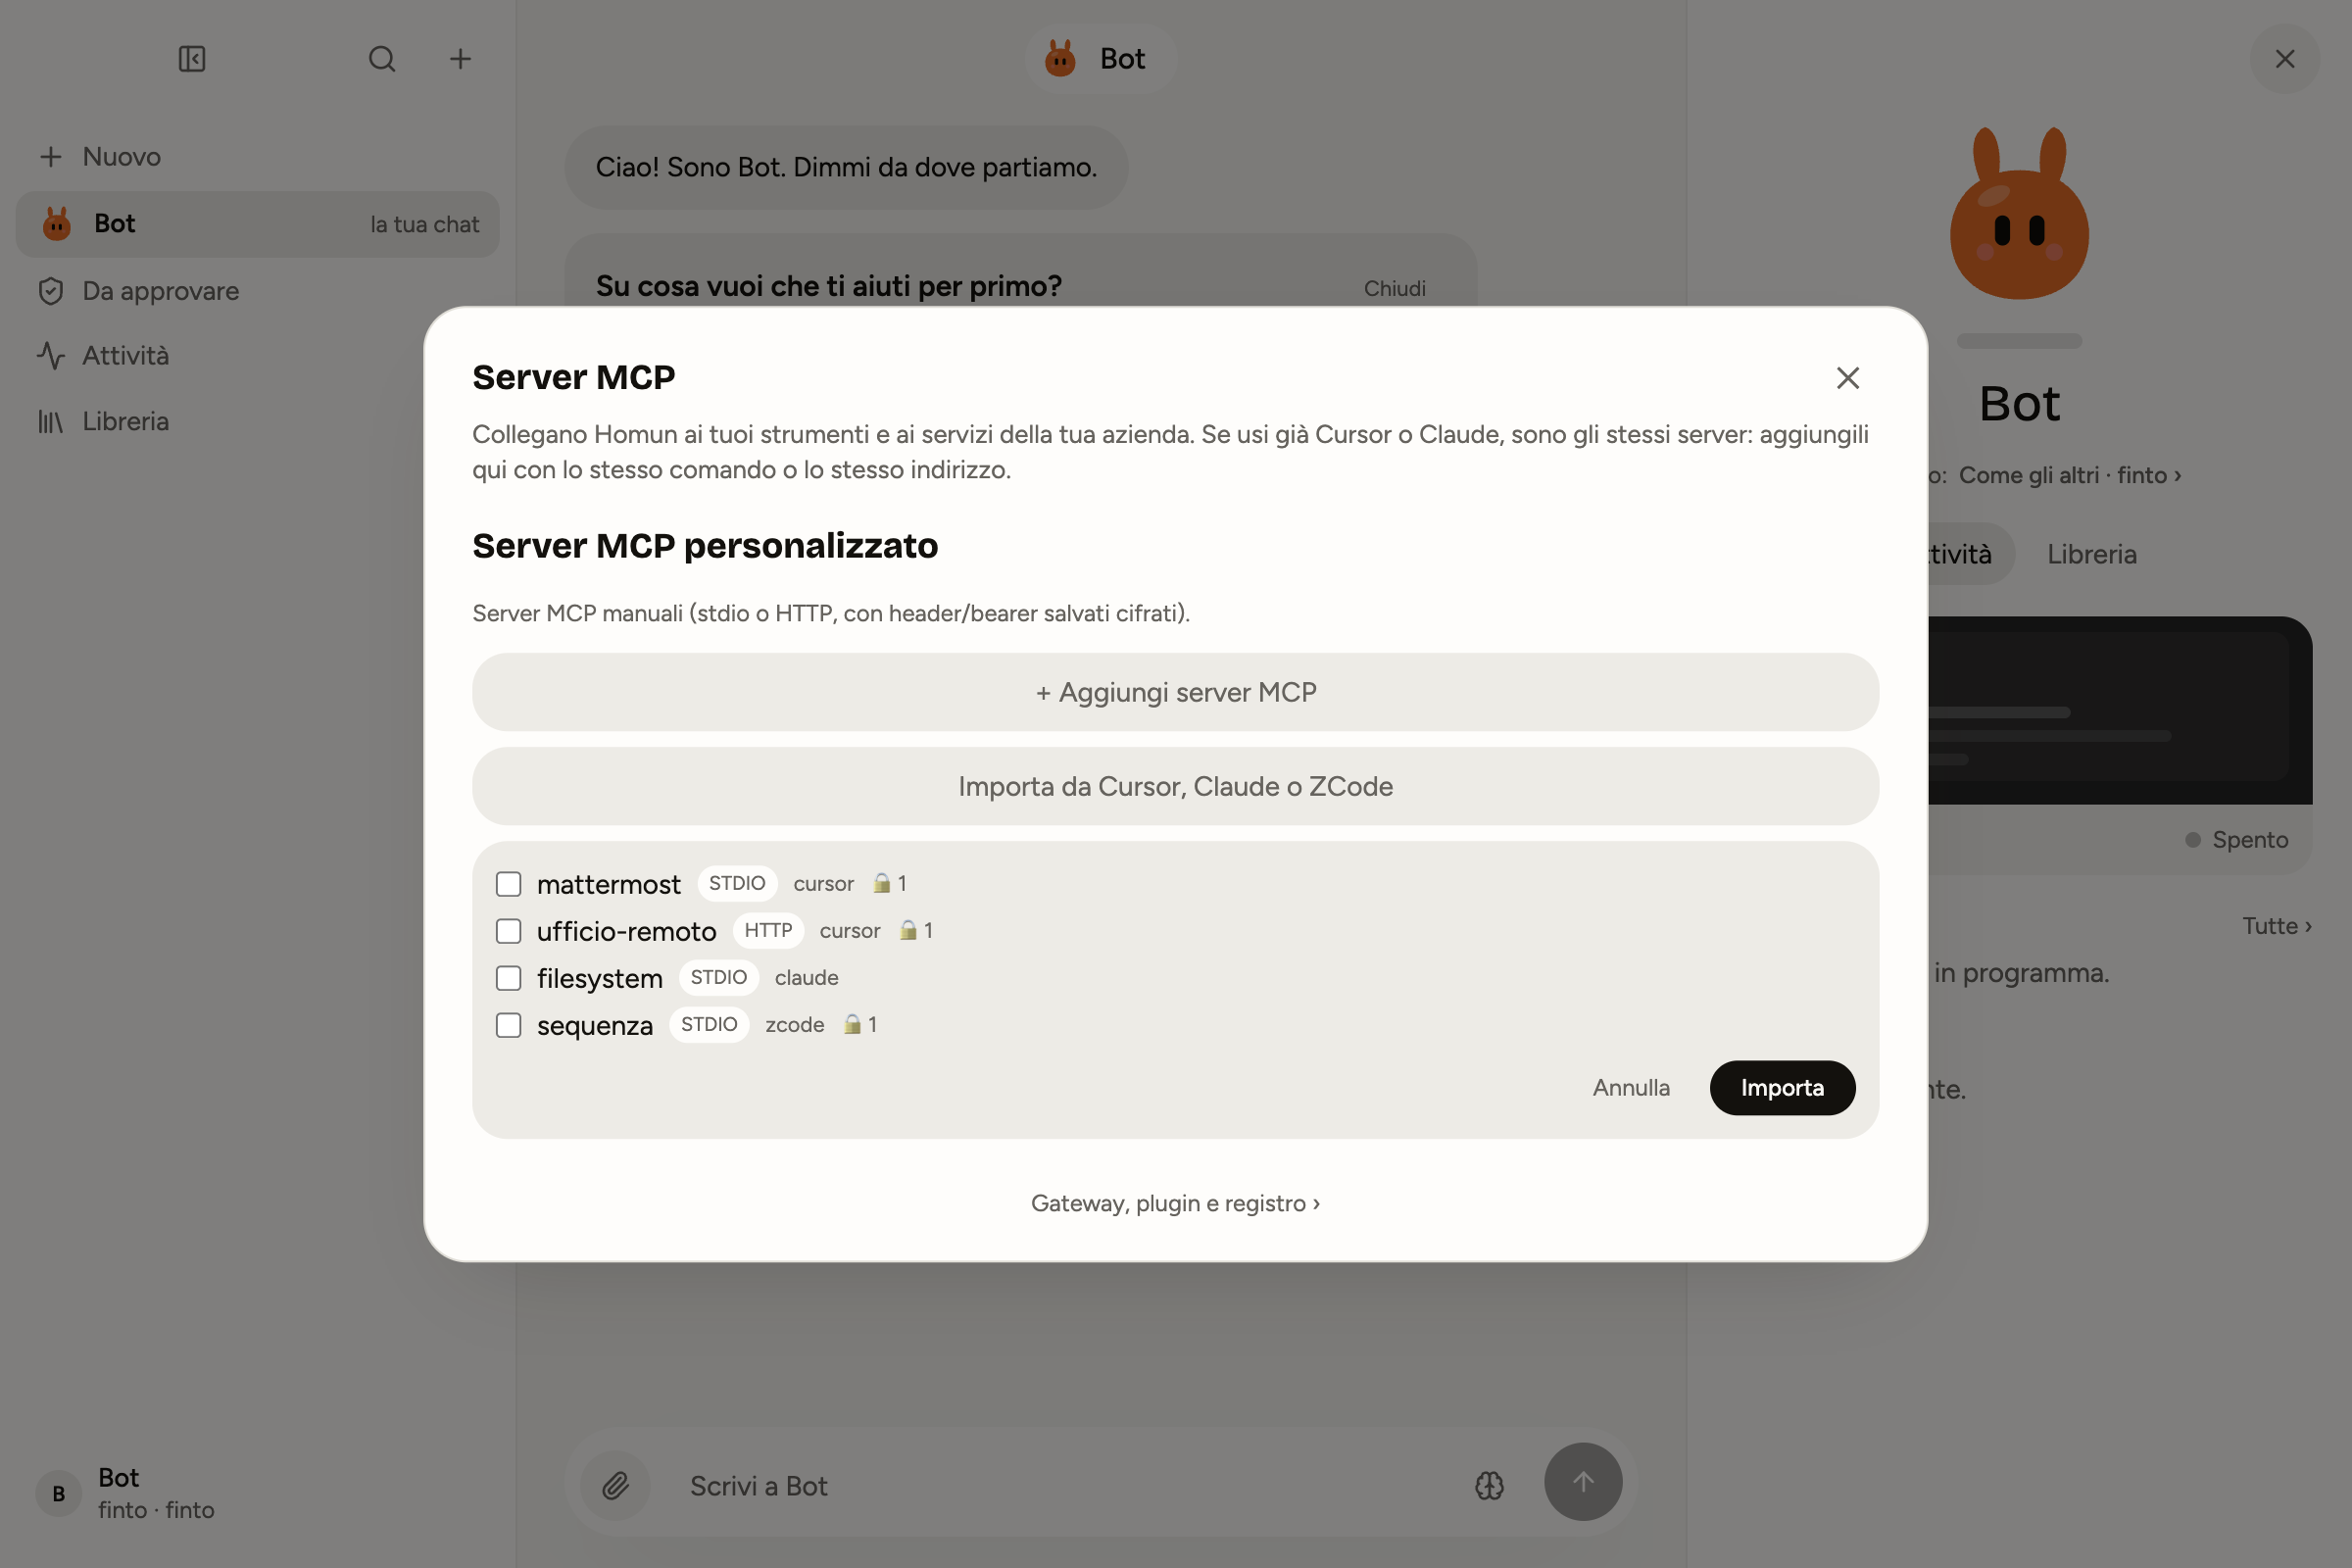 Bot
Nuovo
Bot
la tua chat
Da approvare
Attività
Libreria
Ciao! Sono Bot. Dimmi da dove partiamo.
Su cosa vuoi che ti aiuti per primo?
Chiudi
Server MCP
Collegano Homun ai tuoi strumenti e ai servizi della tua azienda. Se usi già Cursor o Claude, sono gli stessi server: aggiungili
qui con lo stesso comando o lo stesso indirizzo.
Server MCP personalizzato
Server MCP manuali (stdio o HTTP, con header/bearer salvati cifrati).
+ Aggiungi server MCP
Importa da Cursor, Claude o ZCode
mattermost STDIO cursor 🔒 1
ufficio-remoto HTTP cursor 🔒 1
filesystem STDIO claude
sequenza STDIO zcode 🔒 1
Annulla
Importa
Gateway, plugin e registro ›
Bot
o: Come gli altri · finto ›
tività
Libreria
Spento
Tutte ›
in programma.
nte.
Scrivi a Bot
B
Bot
finto · finto